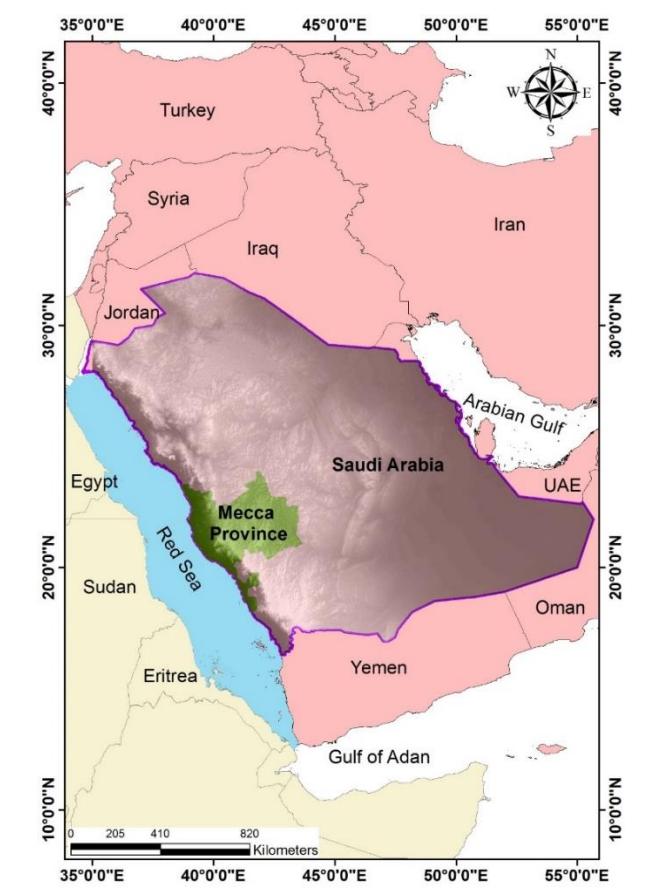 35°0'0"E 40°0'0"E 45°0'0"E 50°0'0"E 55°0'0"E
40°0'0"N
40°0'0"N
N
W E
S
Turkey
Syria
Iran
Iraq
Jordan
30°0'0"N
30°0'0"N
Arabian Gulf
Saudi Arabia
Egypt
UAE
Mecca
Province
Red Sea
20°0'0"N
20°0'0"N
Sudan
Oman
Eritrea
Yemen
Gulf of Adan
10°0'0"N
10°0'0"N
0 205 410 820
Kilometers
35°0'0"E 40°0'0"E 45°0'0"E 50°0'0"E 55°0'0"E